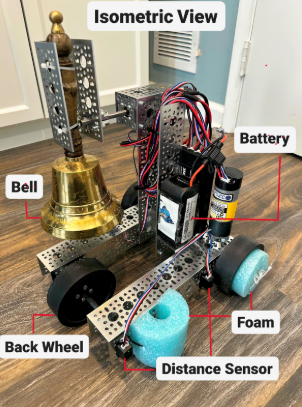 Isometric View
Battery
Bell
Foam
Back Wheel
Distance Sensor